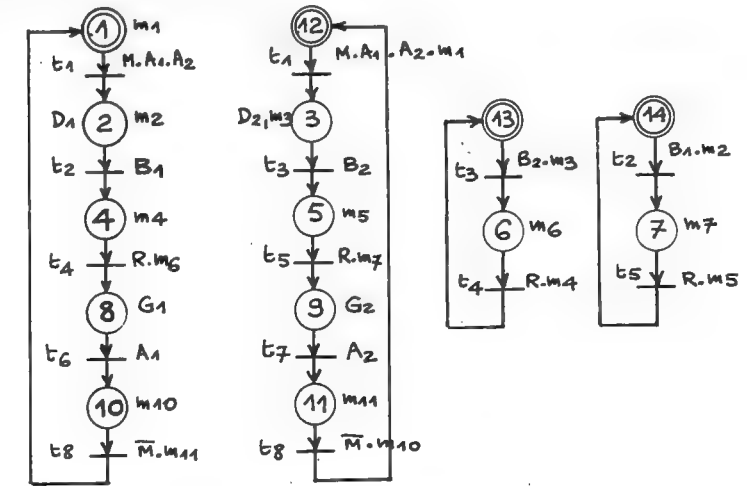 1 m1
t1 M.A1.A2
D1 2 m2
t2 B1
4 m4
t4 R.m6
8 G1
t6 A1
10 m10
t8 M̅.m11
12
t1 M.A1.A2.m1
D2,m3 3
t3 B2
5 m5
t5 R.m7
9 G2
t7 A2
11 m11
t8 M̅.m10
13
t3 B2.m3
6 m6
t4 R.m4
14
t2 B1.m2
7 m7
t5 R.m5